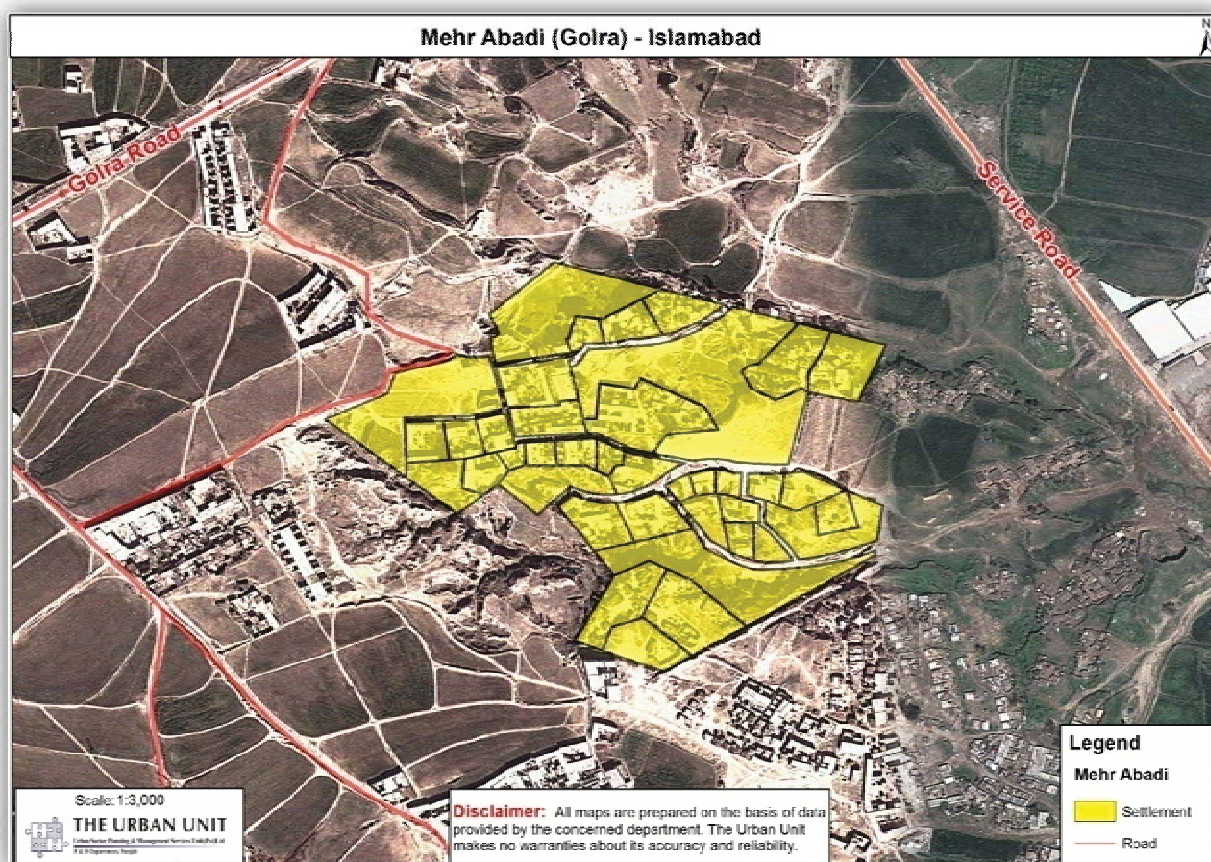 Mehr Abadi (Golra) - Islamabad
N
Golra Road
Service Road
Legend
Mehr Abadi
Settlement
Road
Scale: 1:3,000
THE URBAN UNIT
Disclaimer: All maps are prepared on the basis of data
provided by the concerned department. The Urban Unit
makes no warranties about its accuracy and reliability.